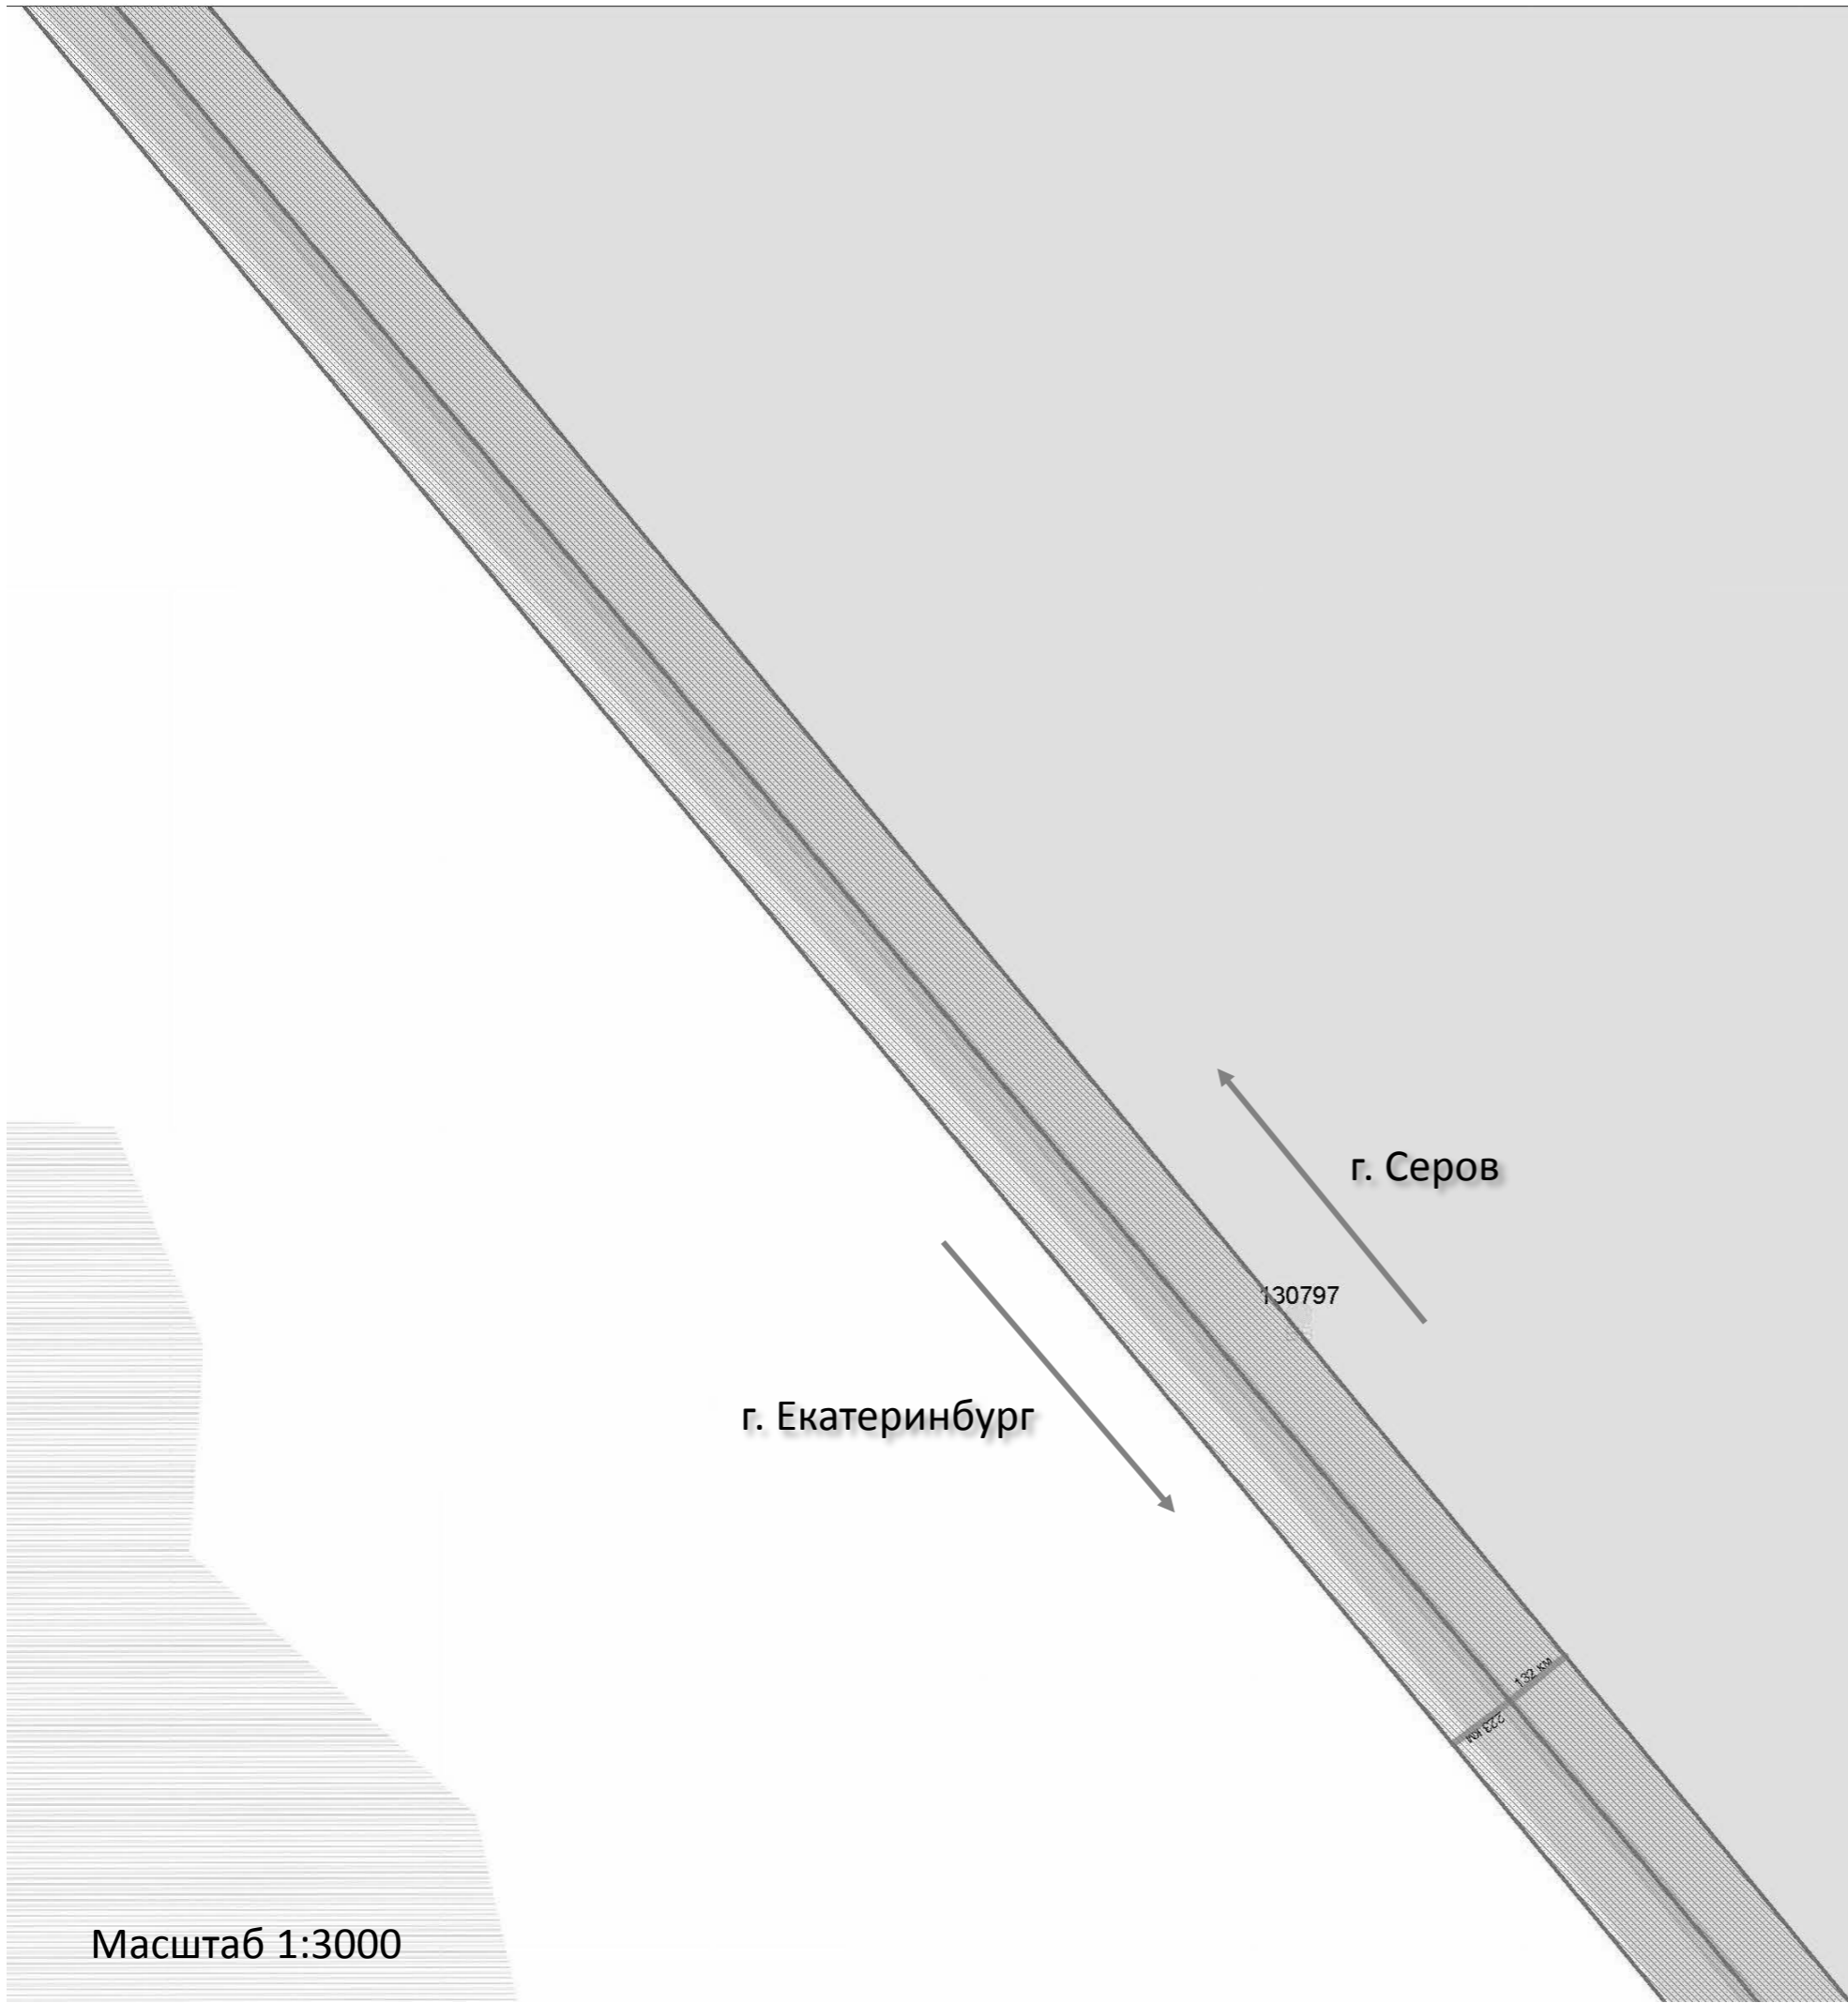 г. Серов
130797
г. Екатеринбург
132 км
223 км
Масштаб 1:3000